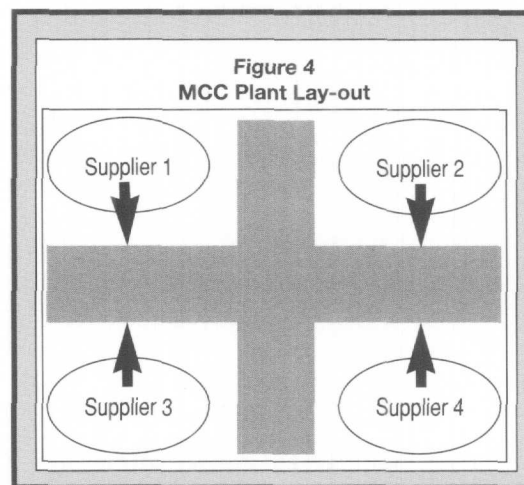 Figure 4
MCC Plant Lay-out
Supplier 1
Supplier 2
Supplier 3
Supplier 4